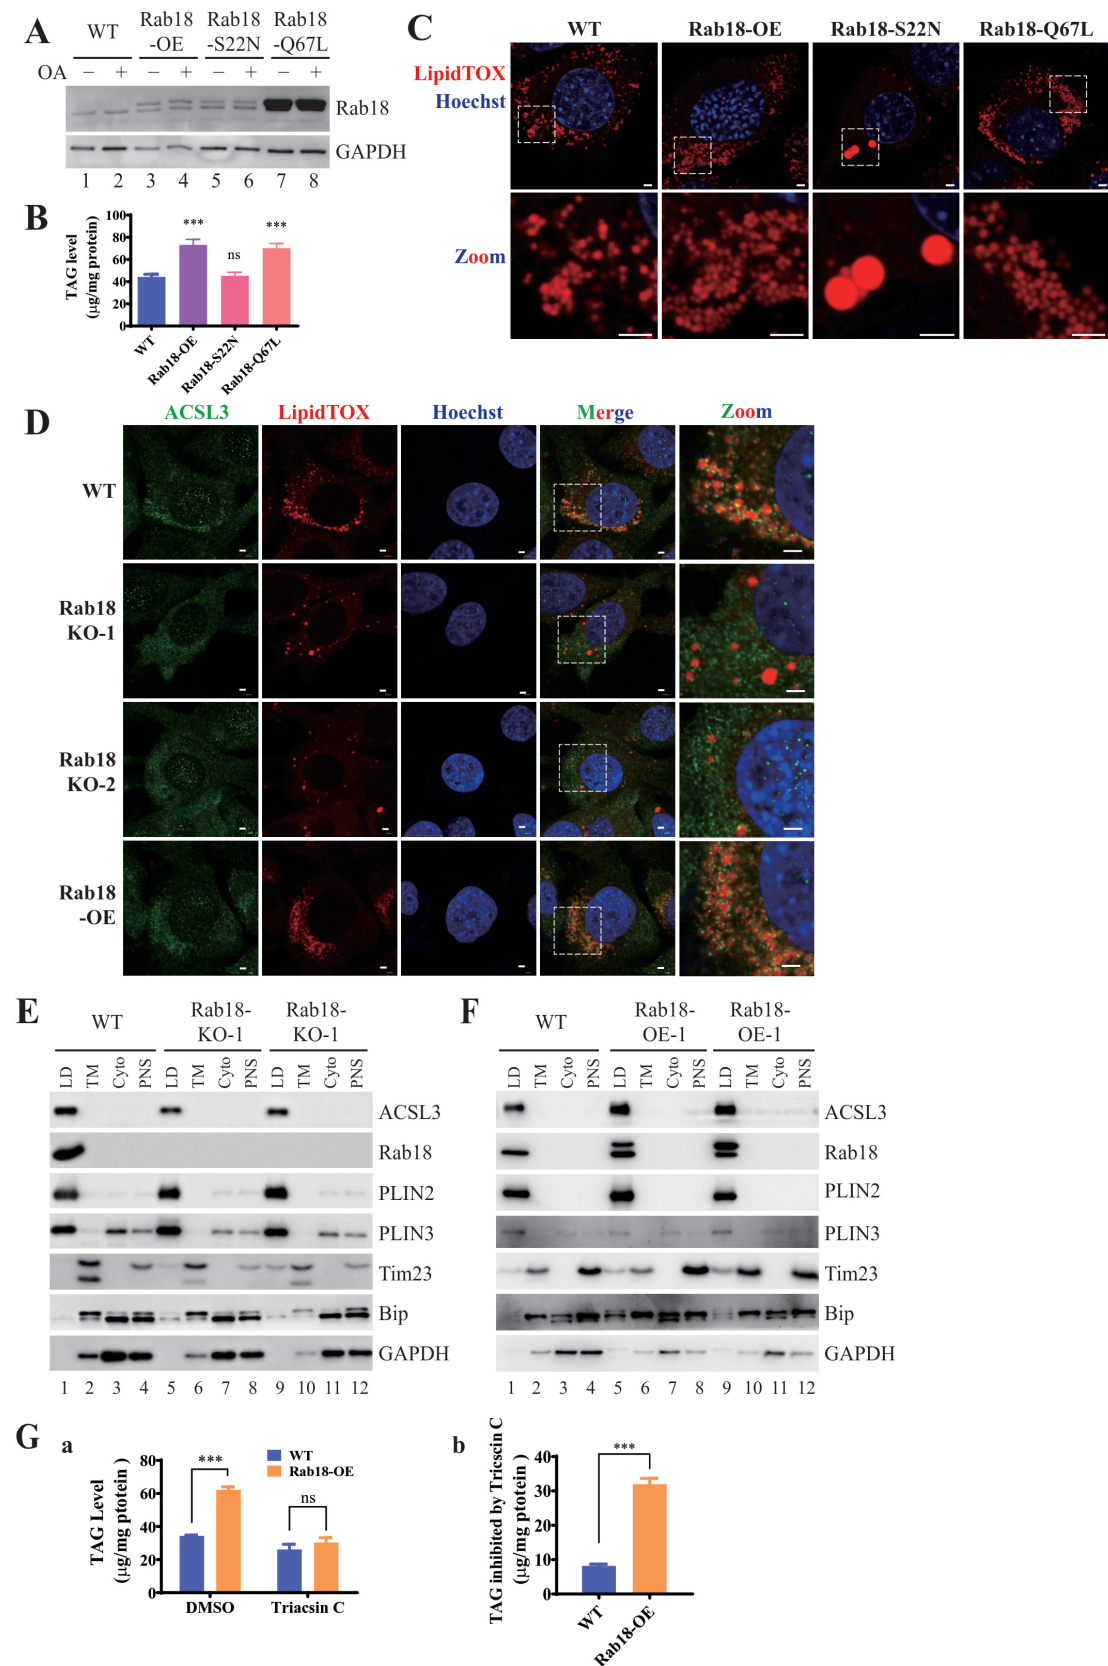 A
WT
Rab18
-OE
Rab18
-S22N
Rab18
-Q67L
OA − + − + − + − +
Rab18
GAPDH
1 2 3 4 5 6 7 8
B
TAG level
(μg/mg protein)
100
80
60
40
20
0
*** ns ***
WT
Rab18-OE
Rab18-S22N
Rab18-Q67L
C
WT Rab18-OE Rab18-S22N Rab18-Q67L
LipidTOX
Hoechst
Zoom
D
ACSL3 LipidTOX Hoechst Merge Zoom
WT
Rab18
KO-1
Rab18
KO-2
Rab18
-OE
E
WT
Rab18-
KO-1
Rab18-
KO-1
LD TM Cyto PNS LD TM Cyto PNS LD TM Cyto PNS
ACSL3
Rab18
PLIN2
PLIN3
Tim23
Bip
GAPDH
1 2 3 4 5 6 7 8 9 10 11 12
F
WT
Rab18-
OE-1
Rab18-
OE-1
LD TM Cyto PNS LD TM Cyto PNS LD TM Cyto PNS
ACSL3
Rab18
PLIN2
PLIN3
Tim23
Bip
GAPDH
1 2 3 4 5 6 7 8 9 10 11 12
G
a
TAG Level
(μg/mg ptotein )
80
60
40
20
0
WT
Rab18-OE
***
ns
DMSO Triacsin C
b
TAG inhibited by Tricscin C
(μg/mg ptotein )
40
30
20
10
0
***
WT
Rab18-OE